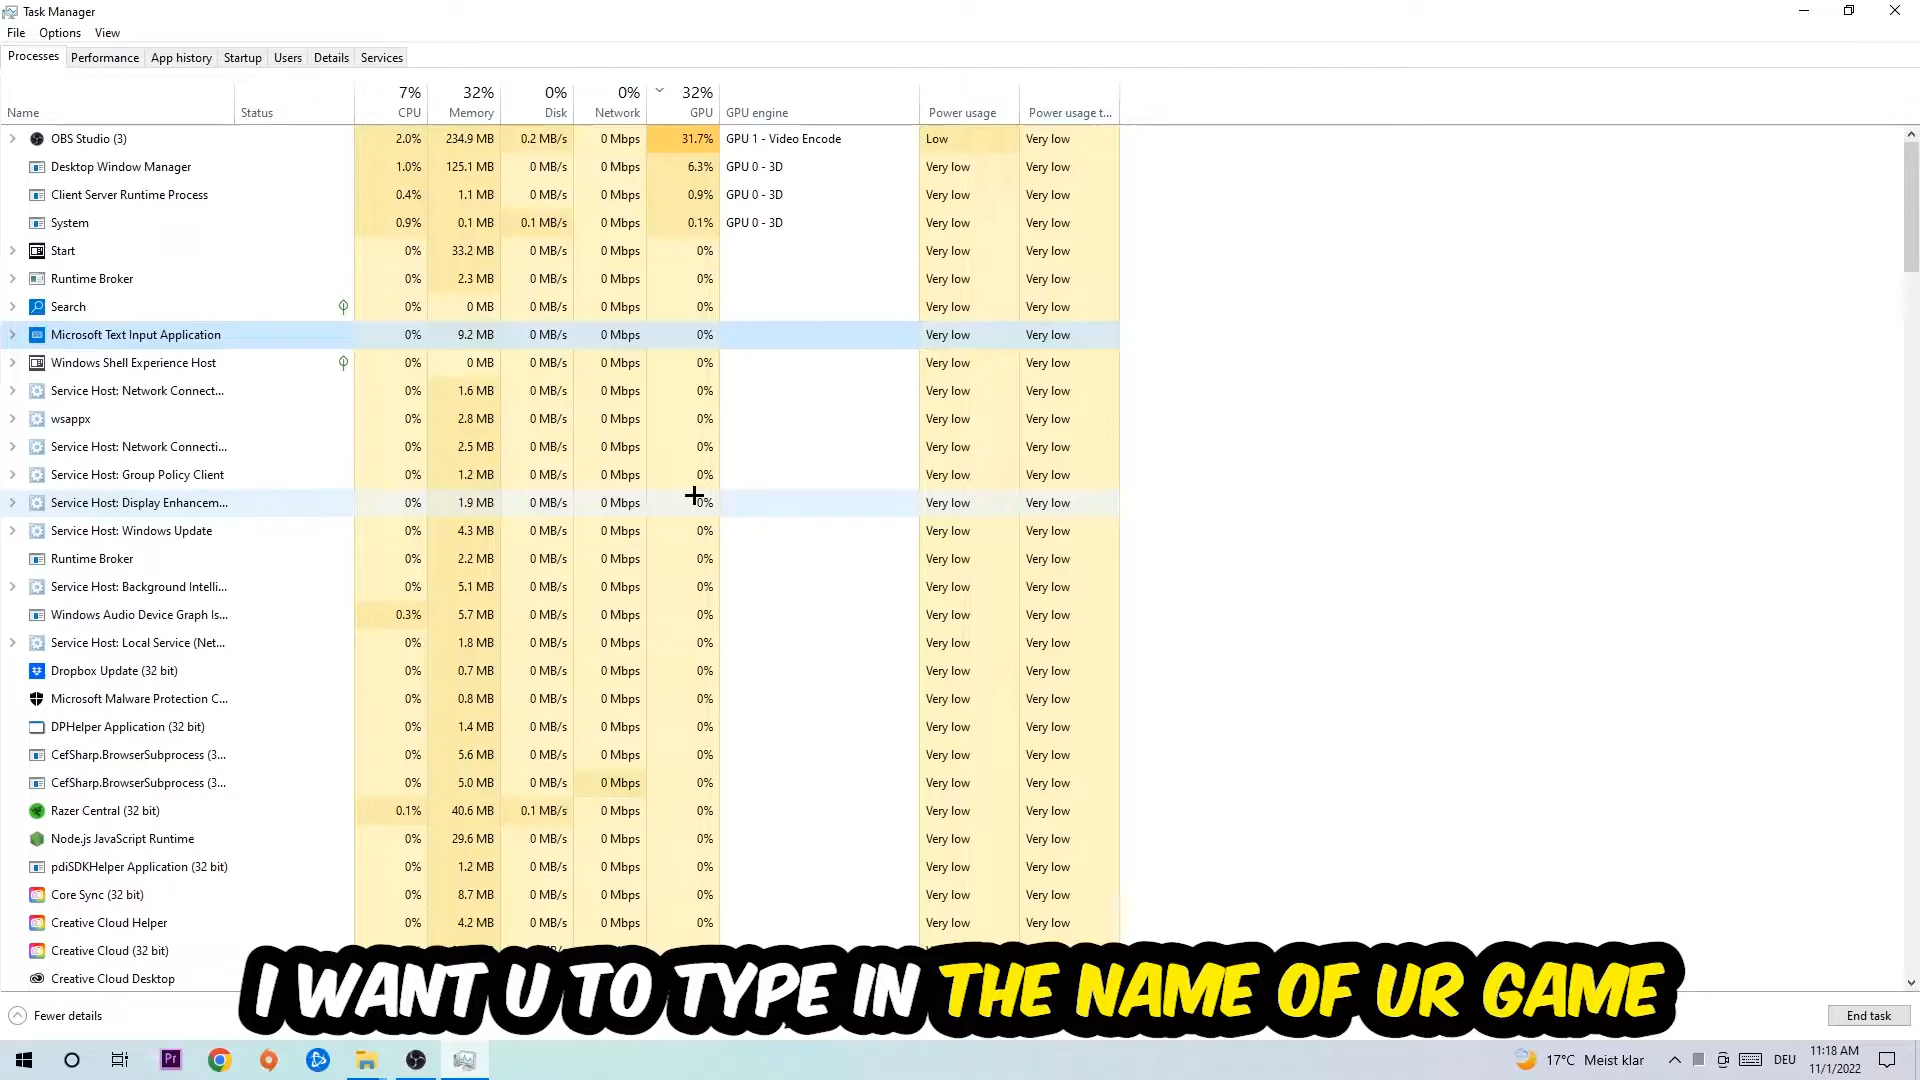 Task Manager
File Options View
Processes Performance App history Startup Users Details Services
7% 32% 0% 0% 32%
Name Status CPU Memory Disk Network GPU GPU engine Power usage Power usage t...
OBS Studio (3) 2.0% 234.9 MB 0.2 MB/s 0 Mbps 31.7% GPU 1 - Video Encode Low Very low
Desktop Window Manager 1.0% 125.1 MB 0 MB/s 0 Mbps 6.3% GPU 0 - 3D Very low Very low
Client Server Runtime Process 0.4% 1.1 MB 0 MB/s 0 Mbps 0.9% GPU 0 - 3D Very low Very low
System 0.9% 0.1 MB 0.1 MB/s 0 Mbps 0.1% GPU 0 - 3D Very low Very low
Start 0% 33.2 MB 0 MB/s 0 Mbps 0% Very low Very low
Runtime Broker 0% 2.3 MB 0 MB/s 0 Mbps 0% Very low Very low
Search 0% 0 MB 0 MB/s 0 Mbps 0% Very low Very low
Microsoft Text Input Application 0% 9.2 MB 0 MB/s 0 Mbps 0% Very low Very low
Windows Shell Experience Host 0% 0 MB 0 MB/s 0 Mbps 0% Very low Very low
Service Host: Network Connect... 0% 1.6 MB 0 MB/s 0 Mbps 0% Very low Very low
wsappx 0% 2.8 MB 0 MB/s 0 Mbps 0% Very low Very low
Service Host: Network Connecti... 0% 2.5 MB 0 MB/s 0 Mbps 0% Very low Very low
Service Host: Group Policy Client 0% 1.2 MB 0 MB/s 0 Mbps 0% Very low Very low
Service Host: Display Enhancem... 0% 1.9 MB 0 MB/s 0 Mbps 0% Very low Very low
Service Host: Windows Update 0% 4.3 MB 0 MB/s 0 Mbps 0% Very low Very low
Runtime Broker 0% 2.2 MB 0 MB/s 0 Mbps 0% Very low Very low
Service Host: Background Intelli... 0% 5.1 MB 0 MB/s 0 Mbps 0% Very low Very low
Windows Audio Device Graph Is... 0.3% 5.7 MB 0 MB/s 0 Mbps 0% Very low Very low
Service Host: Local Service (Net... 0% 1.8 MB 0 MB/s 0 Mbps 0% Very low Very low
Dropbox Update (32 bit) 0% 0.7 MB 0 MB/s 0 Mbps 0% Very low Very low
Microsoft Malware Protection C... 0% 0.8 MB 0 MB/s 0 Mbps 0% Very low Very low
DPHelper Application (32 bit) 0% 1.4 MB 0 MB/s 0 Mbps 0% Very low Very low
CefSharp.BrowserSubprocess (3... 0% 5.6 MB 0 MB/s 0 Mbps 0% Very low Very low
CefSharp.BrowserSubprocess (3... 0% 5.0 MB 0 MB/s 0 Mbps 0% Very low Very low
Razer Central (32 bit) 0.1% 40.6 MB 0.1 MB/s 0 Mbps 0% Very low Very low
Node.js JavaScript Runtime 0% 29.6 MB 0 MB/s 0 Mbps 0% Very low Very low
pdiSDKHelper Application (32 bit) 0% 1.2 MB 0 MB/s 0 Mbps 0% Very low Very low
Core Sync (32 bit) 0% 8.7 MB 0 MB/s 0 Mbps 0% Very low Very low
Creative Cloud Helper 0% 4.2 MB 0 MB/s 0 Mbps 0% Very low Very low
Creative Cloud (32 bit)
Creative Cloud Desktop
I WANT U TO TYPE IN THE NAME OF UR GAME
Fewer details End task
Pr 17°C Meist klar DEU 11:18 AM
11/1/2022